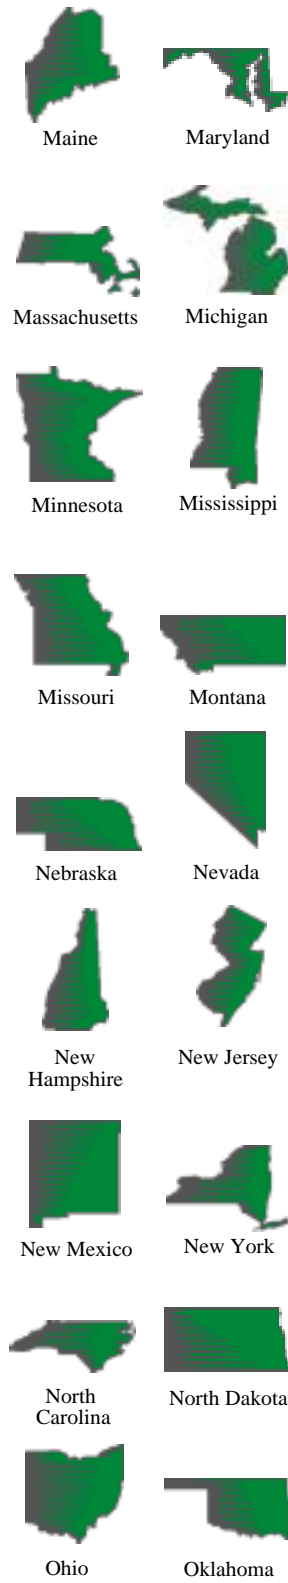 Maine
Maryland
Massachusetts
Michigan
Minnesota
Mississippi
Missouri
Montana
Nebraska
Nevada
New
Hampshire
New Jersey
New Mexico
New York
North
Carolina
North Dakota
Ohio
Oklahoma